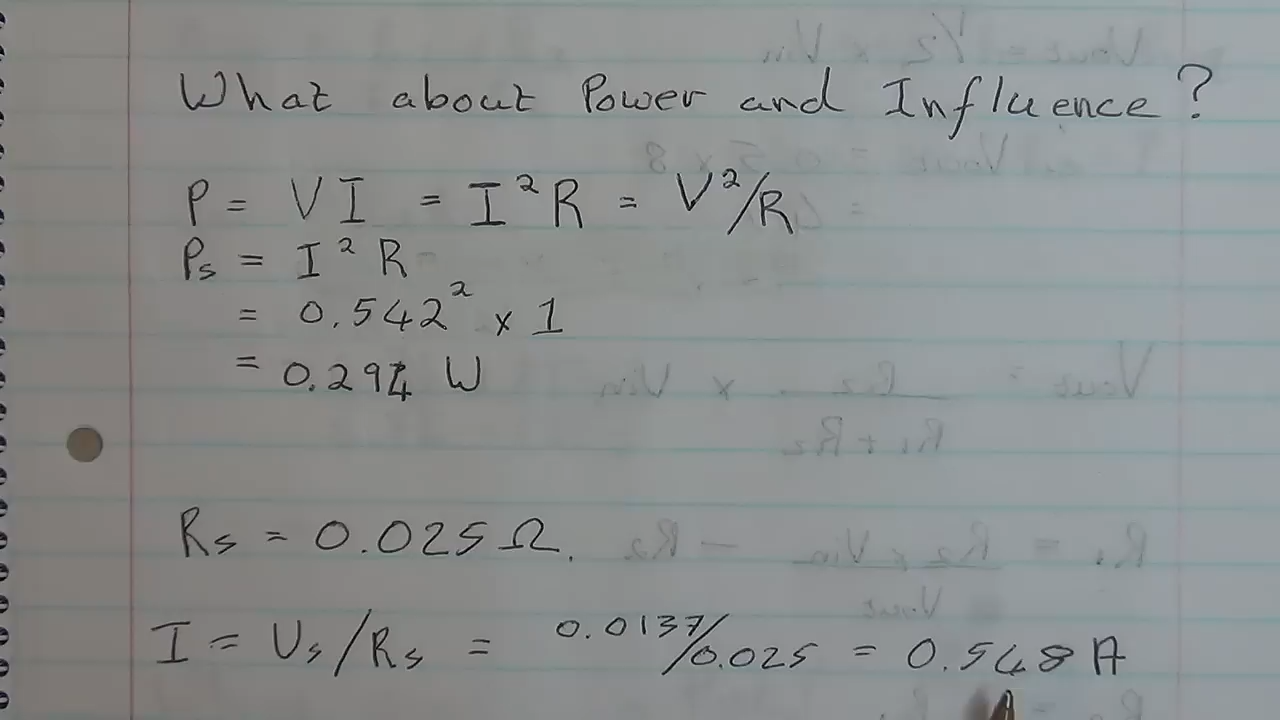 What about Power and Influence?
P = VI = I²R = V²/R
Ps = I²R
= 0.542² x 1
= 0.294 W
Rs = 0.025Ω.
I = Vs/Rs = 0.0137/0.025 = 0.548 A